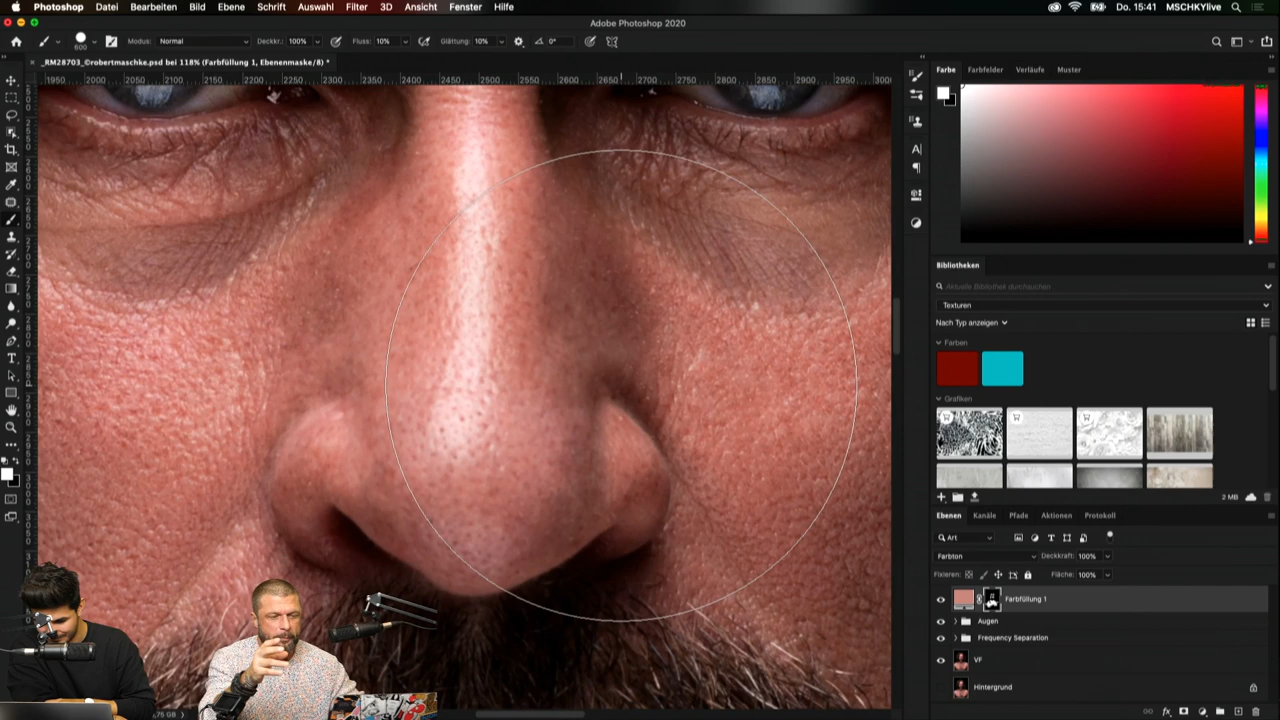 Photoshop Datei Bearbeiten Bild Ebene Schrift Auswahl Filter 3D Ansicht Fenster Hilfe Do. 15:41 MSCHKYlive
Adobe Photoshop 2020
600 Modus: Normal Deckkr.: 100% Fluss: 10% Glättung: 10% 0°
_RM28703_©robertmaschke.psd bei 118% (Farbfüllung 1, Ebenenmaske/8) *
1950 2000 2050 2100 2150 2200 2250 2300 2350 2400 2450 2500 2550 2600 2650 2700 2750 2800 2850 2900 2950 3000
Farbe Farbfelder Verläufe Muster
Bibliotheken
Aktuelle Bibliothek durchsuchen
Texturen
Nach Typ anzeigen
Farben
Grafiken
2 MB
Ebenen Kanäle Pfade Aktionen Protokoll
Art
Farbton Deckkraft: 100%
Fixieren: Fläche: 100%
Farbfüllung 1
Augen
Frequency Separation
VF
Hintergrund